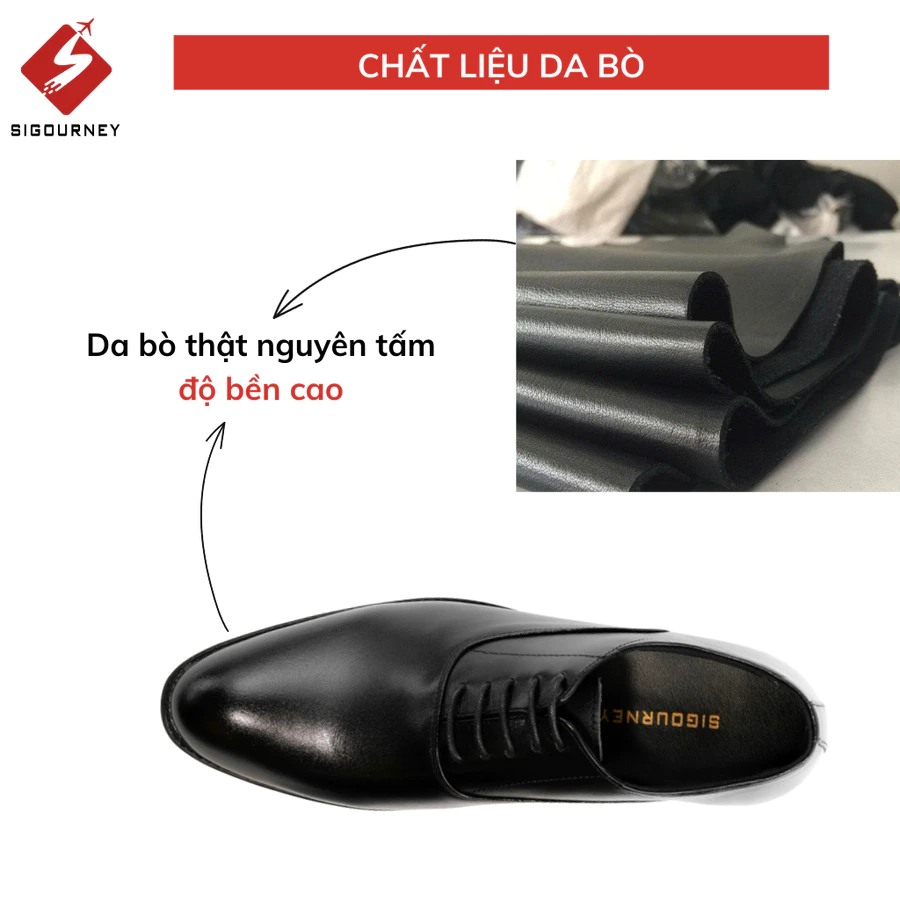 SIGOURNEY
CHẤT LIỆU DA BÒ
Da bò thật nguyên tấm
độ bền cao
SIGOURNEY